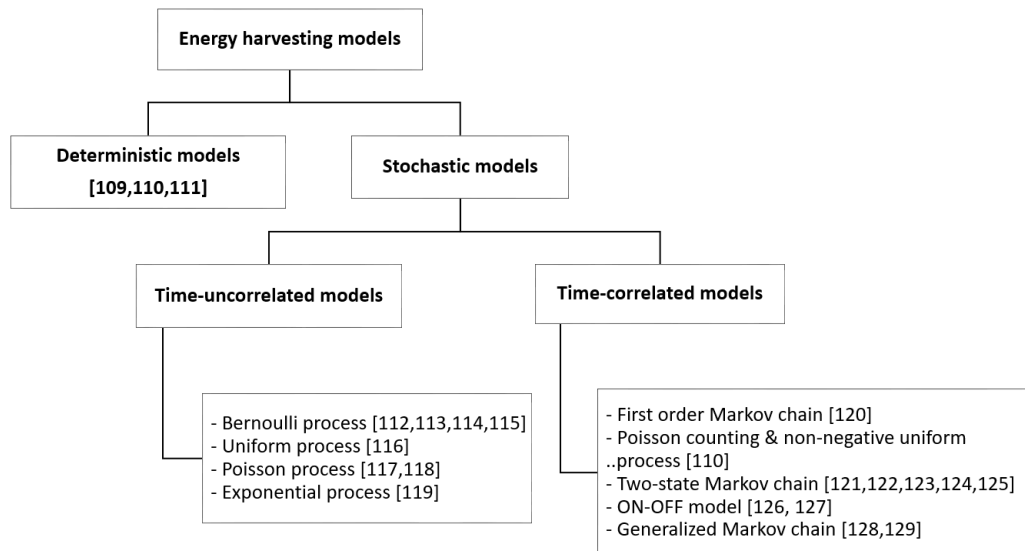 Energy harvesting models
Deterministic models
[109,110,111]
Stochastic models
Time-uncorrelated models
Time-correlated models
- Bernoulli process [112,113,114,115]
- Uniform process [116]
- Poisson process [117,118]
- Exponential process [119]
- First order Markov chain [120]
- Poisson counting & non-negative uniform
..process [110]
- Two-state Markov chain [121,122,123,124,125]
- ON-OFF model [126, 127]
- Generalized Markov chain [128,129]